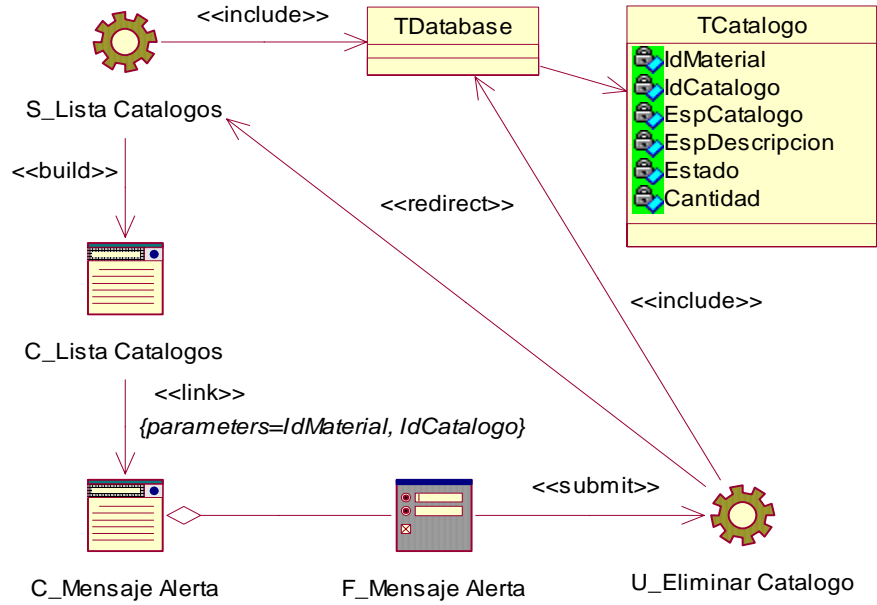 <<include>>
TDatabase
TCatalogo
IdMaterial
IdCatalogo
EspCatalogo
EspDescripcion
Estado
Cantidad
S_Lista Catalogos
<<build>>
<<redirect>>
<<include>>
C_Lista Catalogos
<<link>>
{parameters=IdMaterial, IdCatalogo}
<<submit>>
C_Mensaje Alerta
F_Mensaje Alerta
U_Eliminar Catalogo